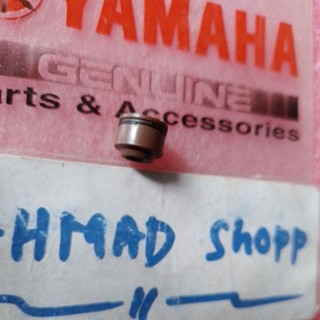 YAMAHA
GENUINE
arts & Accessories
HMAD Shopp